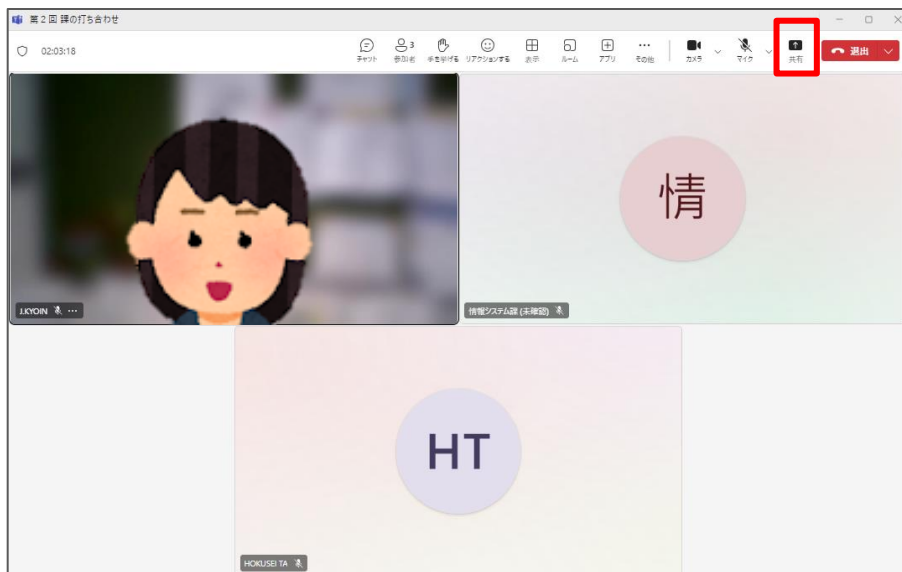 第２回 課の打ち合わせ
02:03:18
チャット 参加者 3 手を挙げる リアクションする 表示 ルーム アプリ その他 カメラ マイク 共有 退出
情
J.KYOIN
情報システム課 (未確認)
HT
HOKUSEI TA